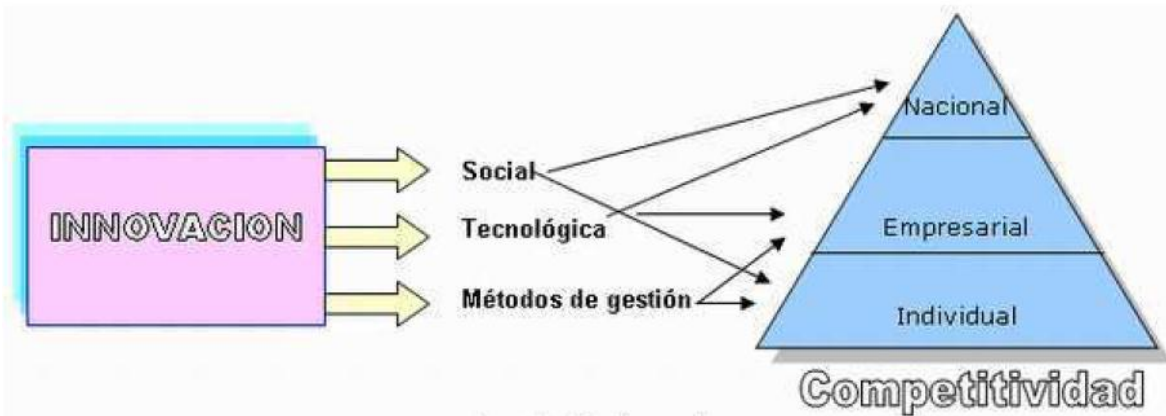 INNOVACION
Social
Tecnológica
Métodos de gestión
Nacional
Empresarial
Individual
Competitividad